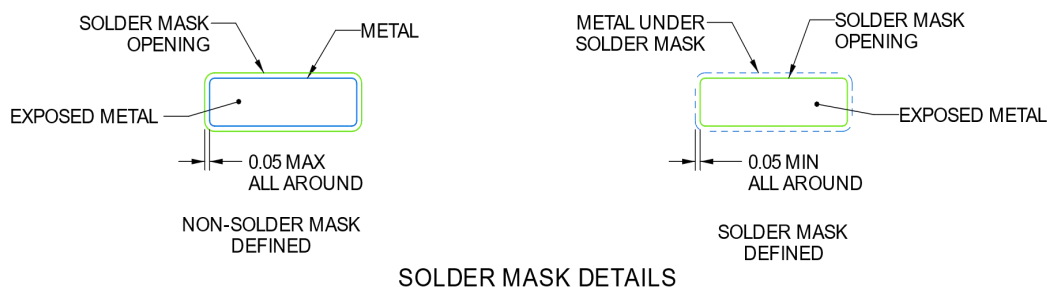 SOLDER MASK
OPENING
METAL
EXPOSED METAL
0.05 MAX
ALL AROUND
NON-SOLDER MASK
DEFINED
METAL UNDER
SOLDER MASK
SOLDER MASK
OPENING
EXPOSED METAL
0.05 MIN
ALL AROUND
SOLDER MASK
DEFINED
SOLDER MASK DETAILS